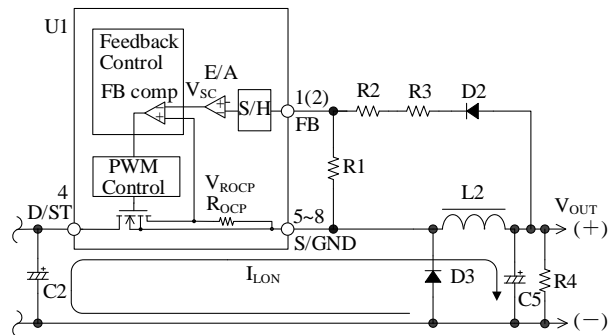 U1
Feedback
Control
FB comp
VSC
E/A
S/H
1(2)
FB
R2
R3
D2
R1
PWM
Control
4
D/ST
VROCP
ROCP
5~8
S/GND
L2
VOUT
(+)
C2
ILON
D3
C5
R4
(−)